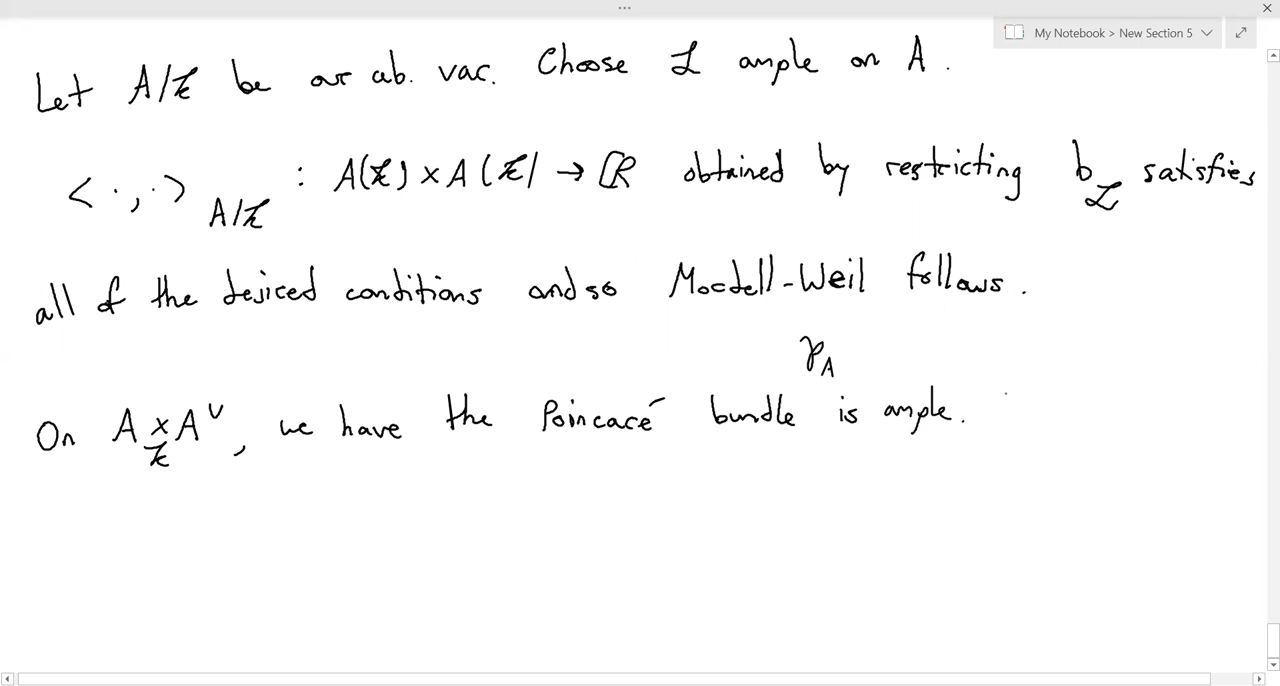 My Notebook > New Section 5
Let A/k be our ab. var. Choose ℒ ample on A.
<·,·>_{A/k} : A(k) × A(k) → ℝ obtained by restricting b_ℒ satisfies
all of the desired conditions and so Mordell-Weil follows.
𝒫_A
On A ×_k A^∨, we have the Poincaré bundle is ample.